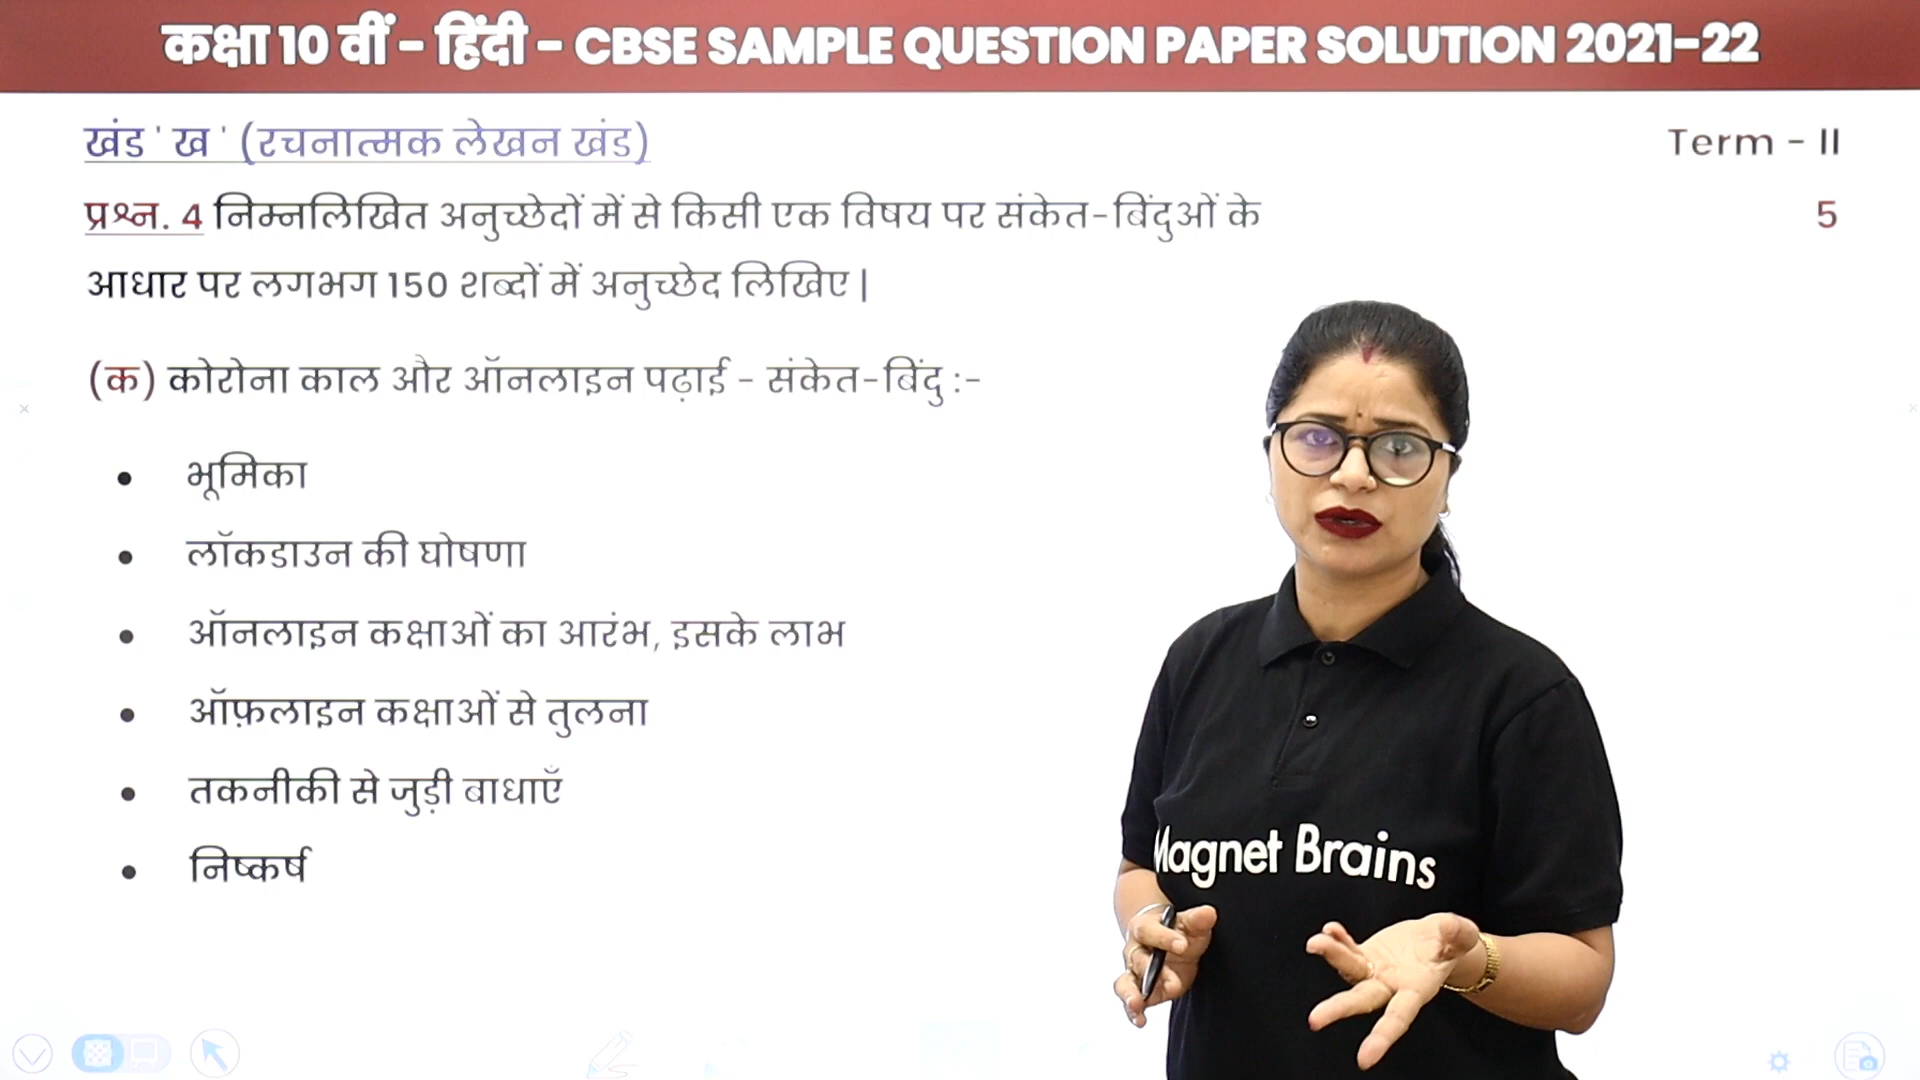 कक्षा 10 वीं - हिंदी - CBSE SAMPLE QUESTION PAPER SOLUTION 2021-22
खंड ' ख ' (रचनात्मक लेखन खंड)
Term - II
प्रश्न. 4 निम्नलिखित अनुच्छेदों में से किसी एक विषय पर संकेत-बिंदुओं के
5
आधार पर लगभग 150 शब्दों में अनुच्छेद लिखिए |
(क) कोरोना काल और ऑनलाइन पढ़ाई - संकेत-बिंदु :-
• भूमिका
• लॉकडाउन की घोषणा
• ऑनलाइन कक्षाओं का आरंभ, इसके लाभ
• ऑफ़लाइन कक्षाओं से तुलना
• तकनीकी से जुड़ी बाधाएँ
• निष्कर्ष
Magnet Brains